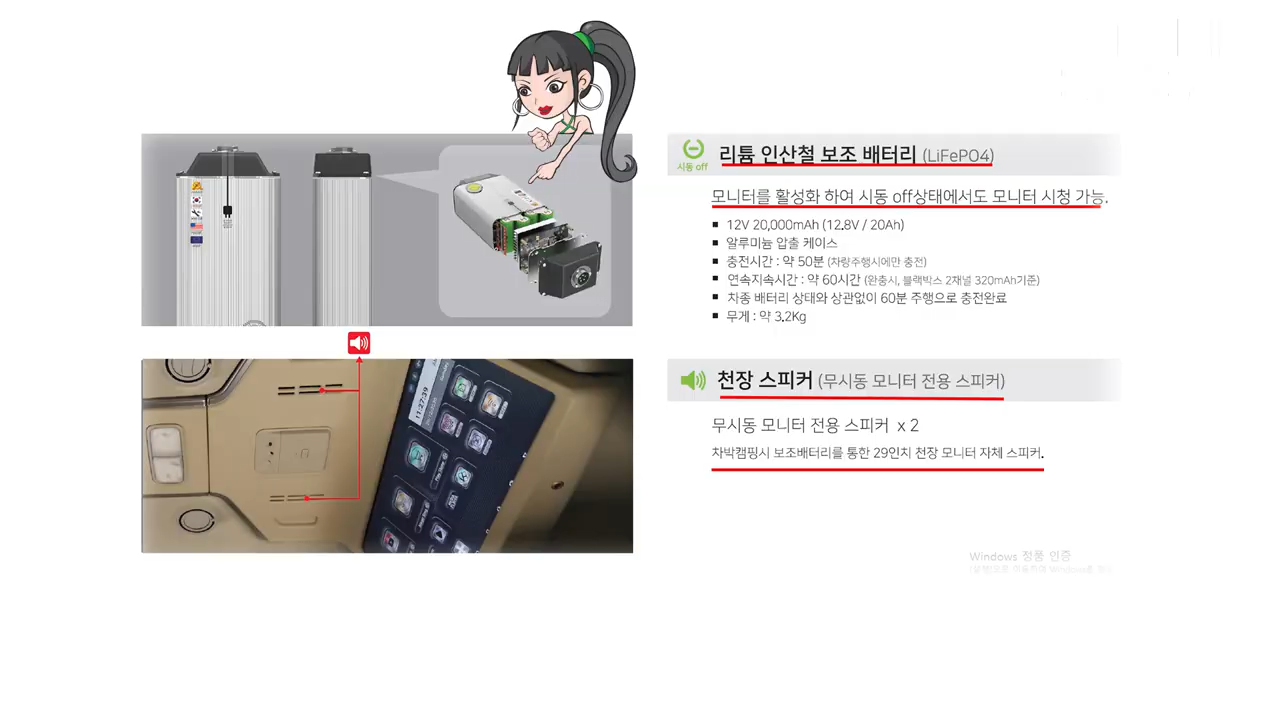 시동 off
리튬 인산철 보조 배터리 (LiFePO4)
모니터를 활성화 하여 시동 off상태에서도 모니터 시청 가능.
▪ 12V 20,000mAh (12.8V / 20Ah)
▪ 알루미늄 압출 케이스
▪ 충전시간 : 약 50분 (차량주행시에만 충전)
▪ 연속지속시간 : 약 60시간 (완충시, 블랙박스 2채널 320mAh기준)
▪ 차종 배터리 상태와 상관없이 60분 주행으로 충전완료
▪ 무게 : 약 3.2Kg
11:27:39
천장 스피커 (무시동 모니터 전용 스피커)
무시동 모니터 전용 스피커 x 2
차박캠핑시 보조배터리를 통한 29인치 천장 모니터 자체 스피커.
Windows 정품 인증